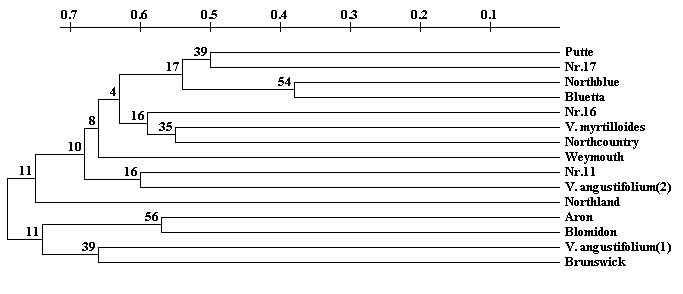 0.7 0.6 0.5 0.4 0.3 0.2 0.1
39 Putte
17 Nr.17
54 Northblue
4 Bluetta
16 Nr.16
8 35 V. myrtilloides
Northcountry
10 Weymouth
11 16 Nr.11
V. angustifolium(2)
Northland
56 Aron
11 Blomidon
39 V. angustifolium(1)
Brunswick